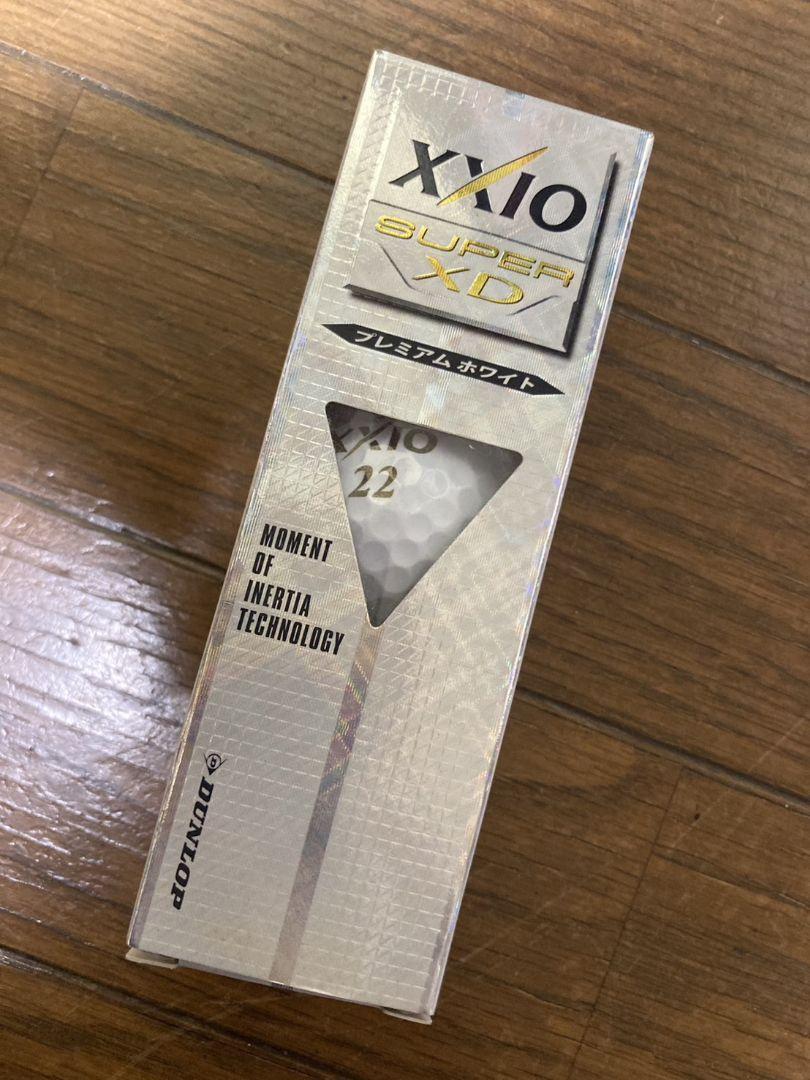 XXIO
SUPER
XD
プレミアム ホワイト
XXIO
22
MOMENT
OF
INERTIA
TECHNOLOGY
DUNLOP